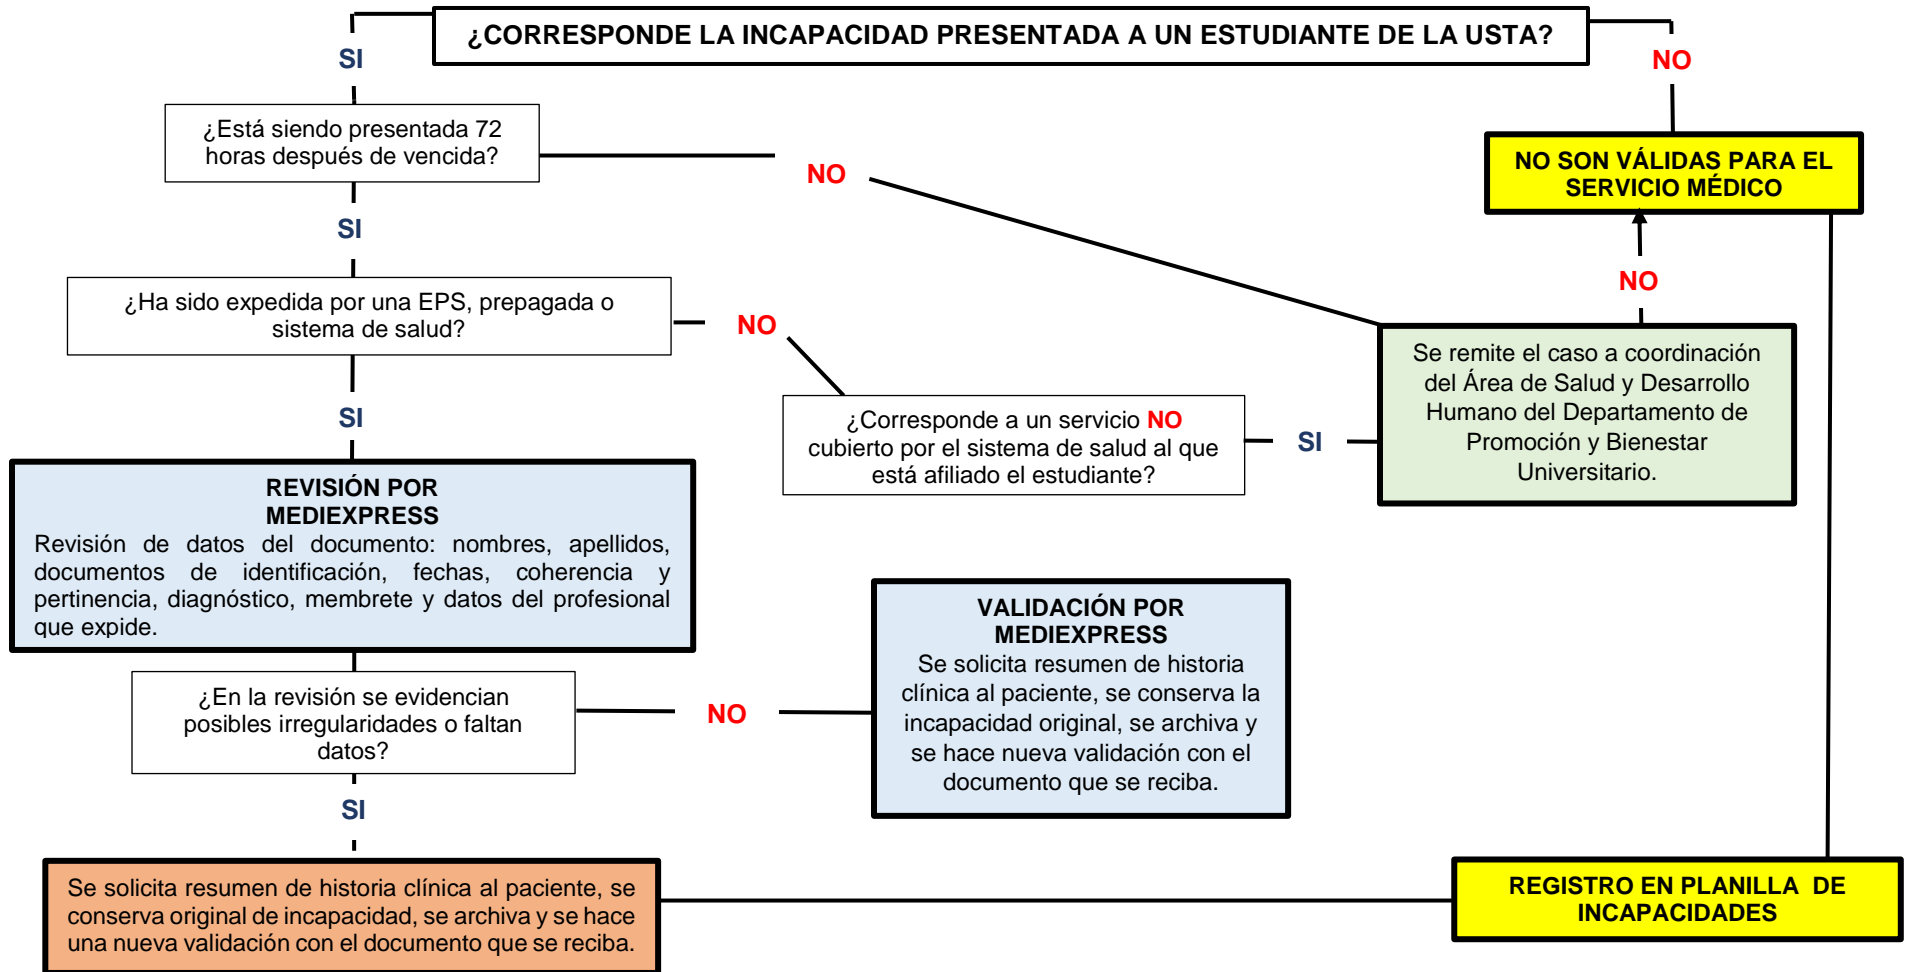 ¿CORRESPONDE LA INCAPACIDAD PRESENTADA A UN ESTUDIANTE DE LA USTA?
SI
NO
¿Está siendo presentada 72
horas después de vencida?
NO
NO SON VÁLIDAS PARA EL
SERVICIO MÉDICO
SI
¿Ha sido expedida por una EPS, prepagada o
sistema de salud?
NO
NO
Se remite el caso a coordinación
del Área de Salud y Desarrollo
Humano del Departamento de
Promoción y Bienestar
Universitario.
SI
¿Corresponde a un servicio NO
cubierto por el sistema de salud al que
está afiliado el estudiante?
SI
REVISIÓN POR
MEDIEXPRESS
Revisión de datos del documento: nombres, apellidos,
documentos de identificación, fechas, coherencia y
pertinencia, diagnóstico, membrete y datos del profesional
que expide.
VALIDACIÓN POR
MEDIEXPRESS
Se solicita resumen de historia
clínica al paciente, se conserva la
incapacidad original, se archiva y
se hace nueva validación con el
documento que se reciba.
¿En la revisión se evidencian
posibles irregularidades o faltan
datos?
NO
SI
Se solicita resumen de historia clínica al paciente, se
conserva original de incapacidad, se archiva y se hace
una nueva validación con el documento que se reciba.
REGISTRO EN PLANILLA DE
INCAPACIDADES